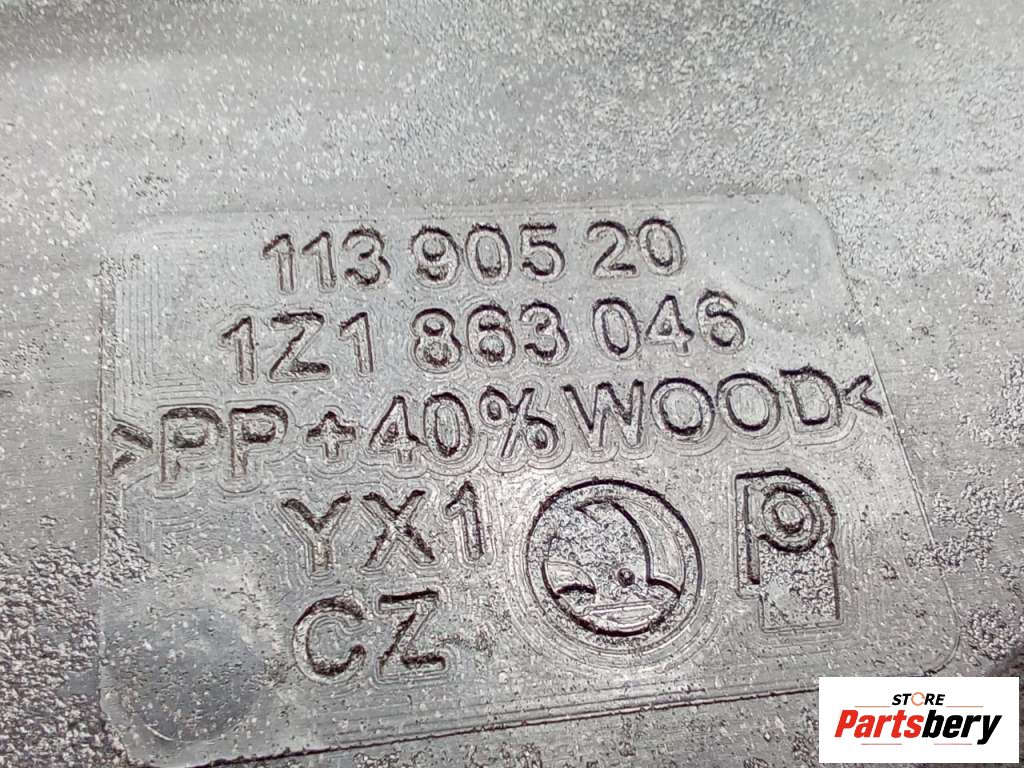 113 905 20
1Z1 863 046
>PP+40%WOOD<
YX1
CZ
STORE
Partsbery